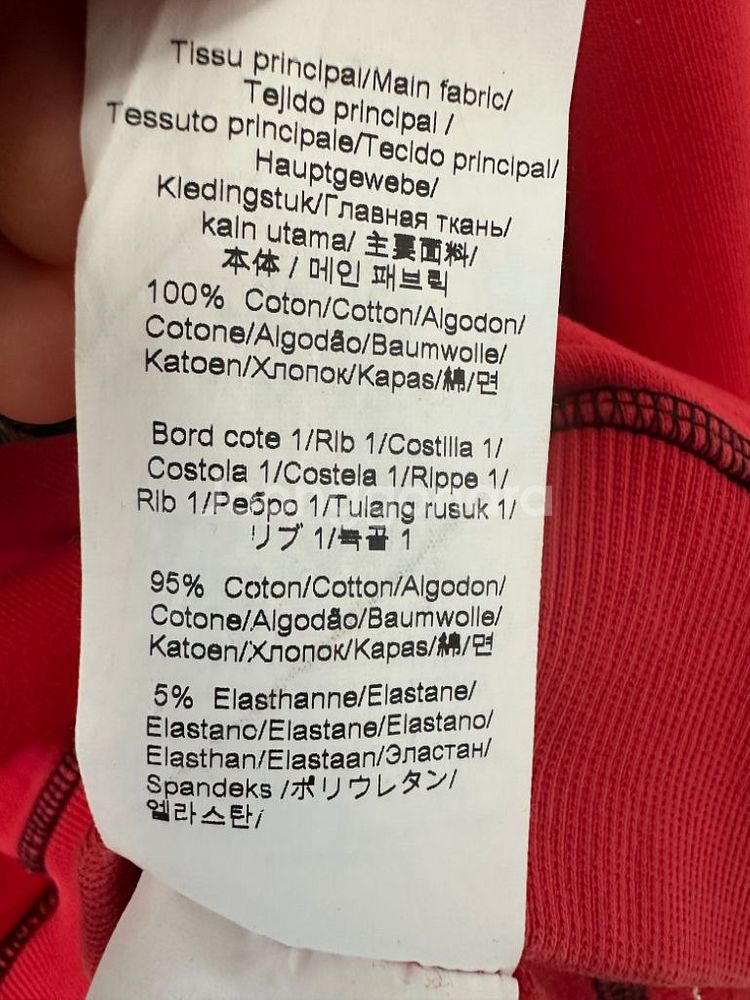 Tissu principal/Main fabric/
Tejido principal /
Tessuto principale/Tecido principal/
Hauptgewebe/
Kledingstuk/Главная ткань/
kain utama/ 主要面料/
本体 / 메인 패브릭
100% Coton/Cotton/Algodon/
Cotone/Algodão/Baumwolle/
Katoen/Хлопок/Kapas/綿/면
Bord cote 1/Rib 1/Costilla 1/
Costola 1/Costela 1/Rippe 1/
Rib 1/Ребро 1/Tulang rusuk 1/
リブ 1/늑골 1
95% Coton/Cotton/Algodon/
Cotone/Algodão/Baumwolle/
Katoen/Хлопок/Kapas/綿/면
5% Elasthanne/Elastane/
Elastano/Elastane/Elastano/
Elasthan/Elastaan/Эластан/
Spandeks /ポリウレタン/
엘라스탄/